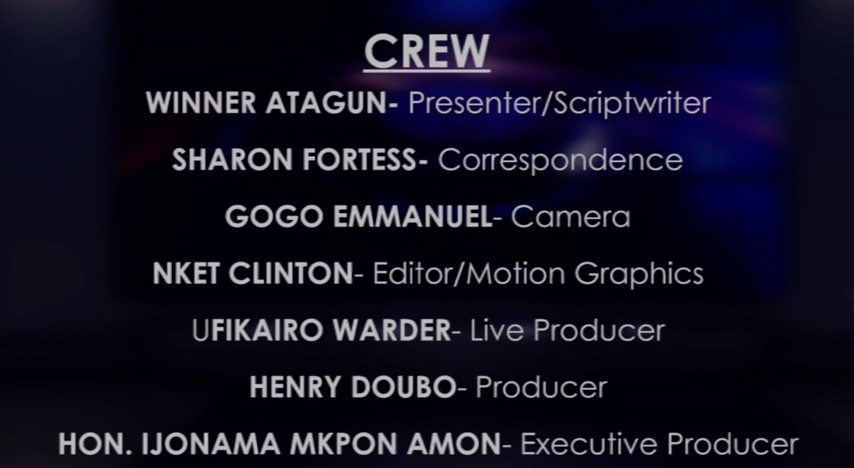 CREW
WINNER ATAGUN- Presenter/Scriptwriter
SHARON FORTESS- Correspondence
GOGO EMMANUEL- Camera
NKET CLINTON- Editor/Motion Graphics
UFIKAIRO WARDER- Live Producer
HENRY DOUBO- Producer
HON. IJONAMA MKPON AMON- Executive Producer